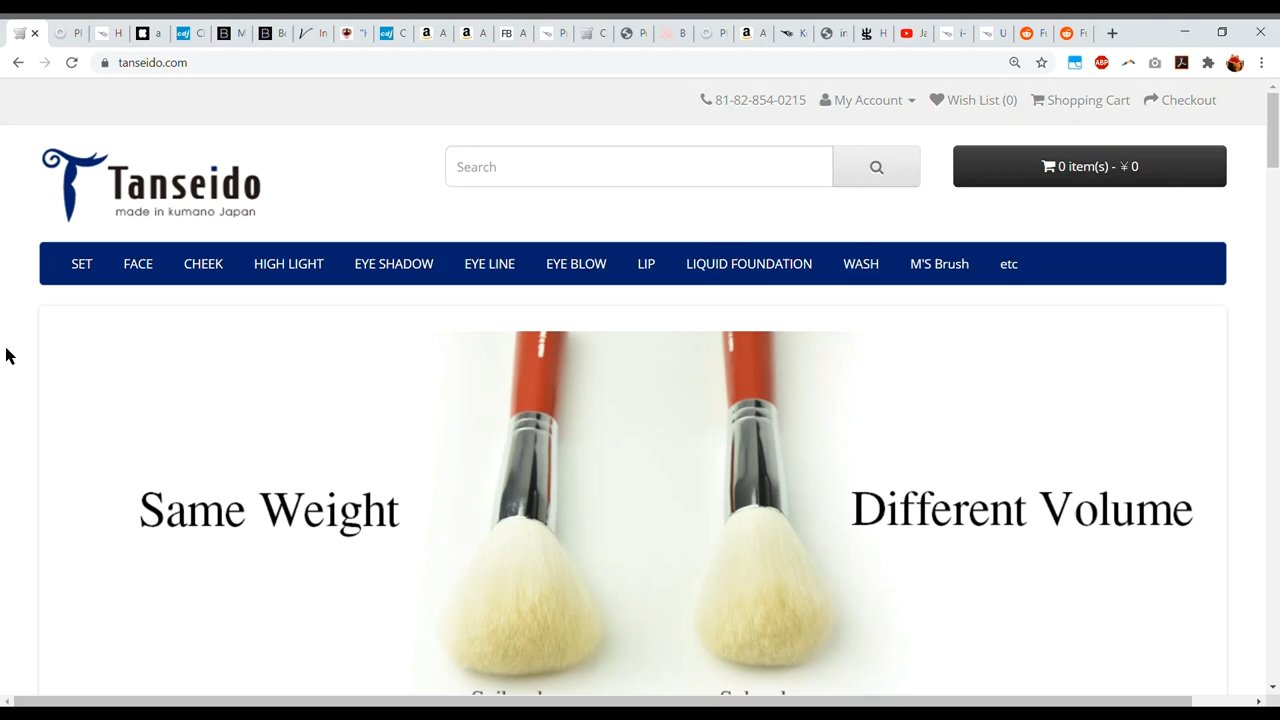 tanseido.com
81-82-854-0215 My Account Wish List (0) Shopping Cart Checkout
Tanseido
made in kumano Japan
Search
0 item(s) - ¥ 0
SET FACE CHEEK HIGH LIGHT EYE SHADOW EYE LINE EYE BLOW LIP LIQUID FOUNDATION WASH M'S Brush etc
Same Weight
Different Volume